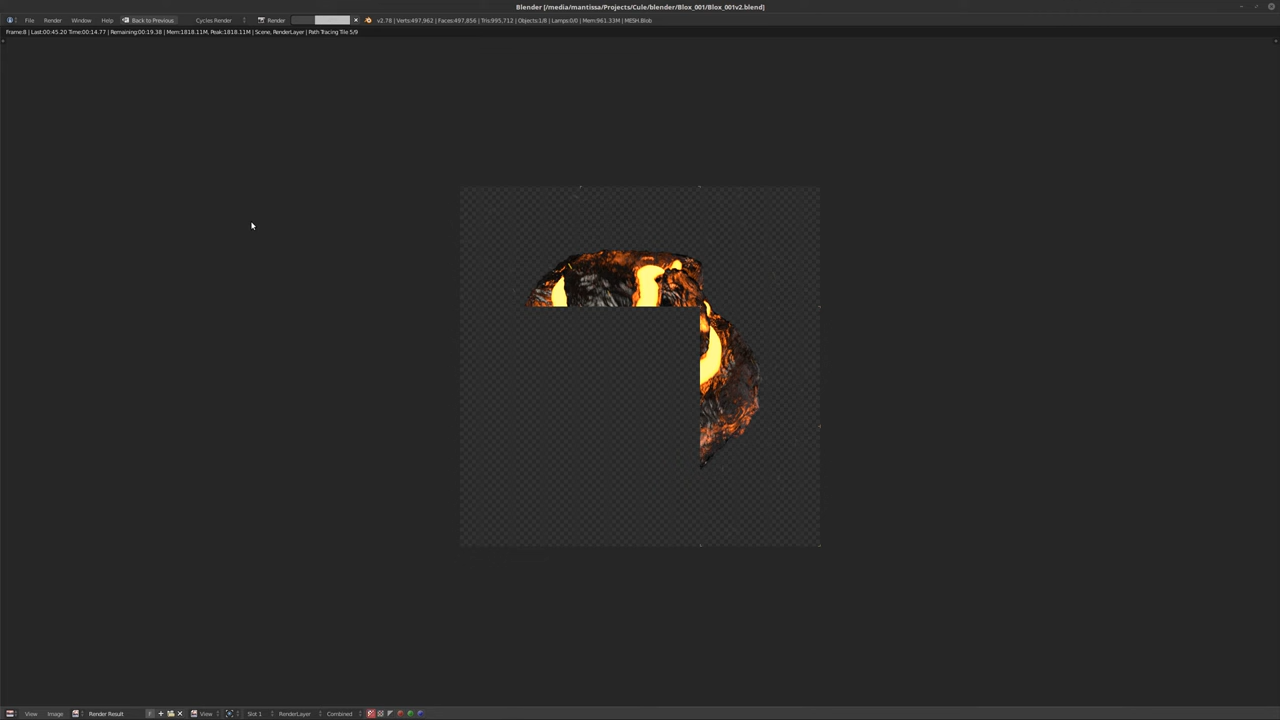 Blender [/media/mantissa/Projects/Cule/blender/Blox_001/Blox_001v2.blend]
File Render Window Help Back to Previous Cycles Render Render v2.78 | Verts:497,962 | Faces:497,856 | Tris:995,712 | Objects:1/8 | Lamps:0/0 | Mem:961.33M | MESH.Blob
Frame:8 | Last:00:45.20 Time:00:14.77 | Remaining:00:19.38 | Mem:1818.11M, Peak:1818.11M | Scene, RenderLayer | Path Tracing Tile 5/9
View Image Render Result F View Slot 1 RenderLayer Combined